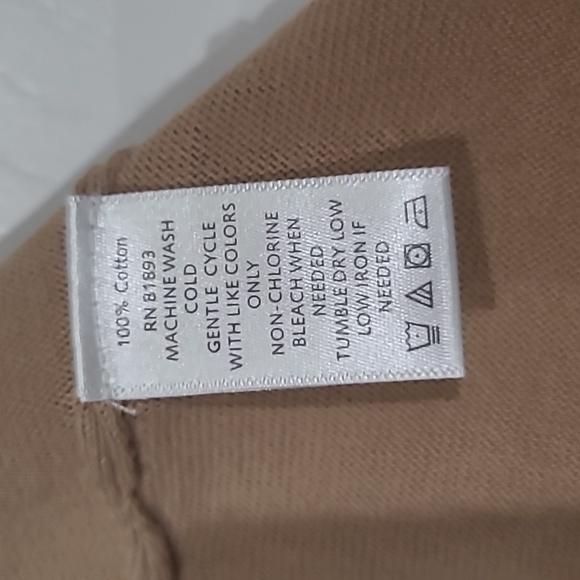 100% Cotton
RN 81893
MACHINE WASH
COLD
GENTLE CYCLE
WITH LIKE COLORS
ONLY
NON-CHLORINE
BLEACH WHEN
NEEDED
TUMBLE DRY LOW
LOW IRON IF
NEEDED